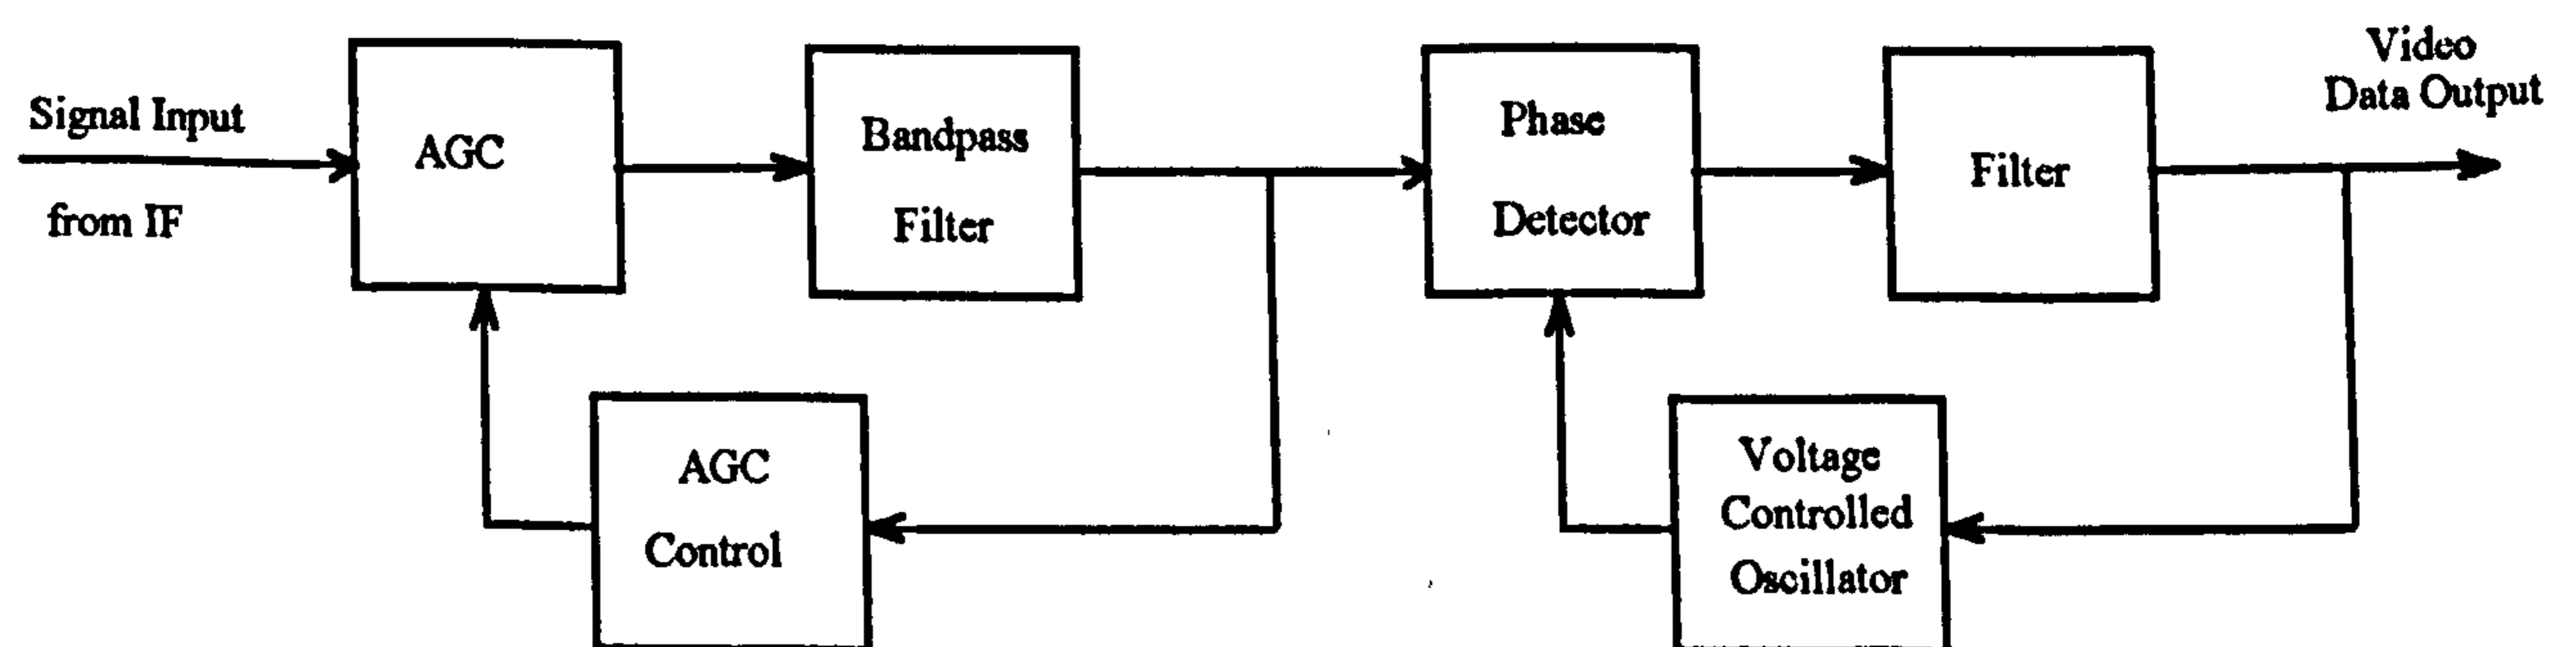 Signal Input
from IF
AGC
Bandpass
Filter
Phase
Detector
Filter
Video
Data Output
AGC
Control
Voltage
Controlled
Oscillator